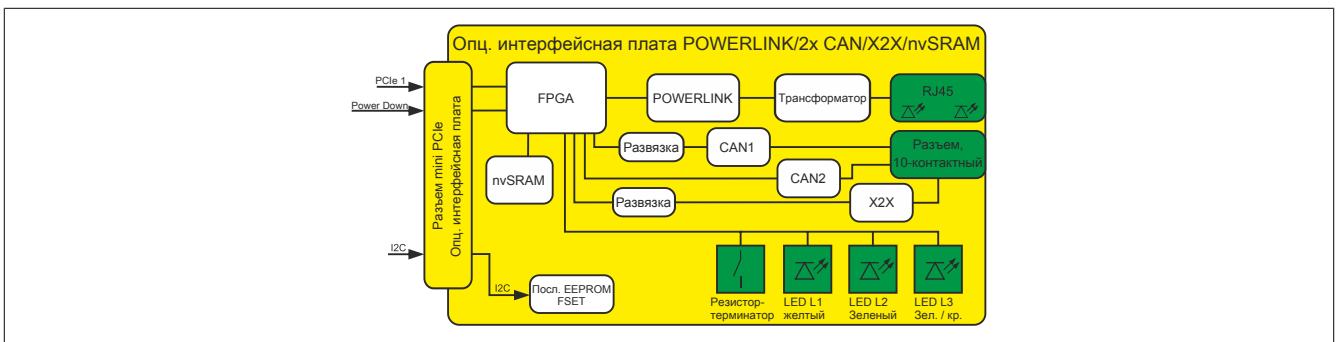 Опц. интерфейсная плата POWERLINK/2x CAN/X2X/nvSRAM
PCIe 1
Power Down
I2C
Разъем mini PCIe
Опц. интерфейсная плата
FPGA
POWERLINK
Трансформатор
RJ45
Развязка
CAN1
Разъем,
10-контактный
nvSRAM
CAN2
Развязка
X2X
I2C
Посл. EEPROM
FSET
Резистор-
терминатор
LED L1
желтый
LED L2
Зеленый
LED L3
Зел. / кр.